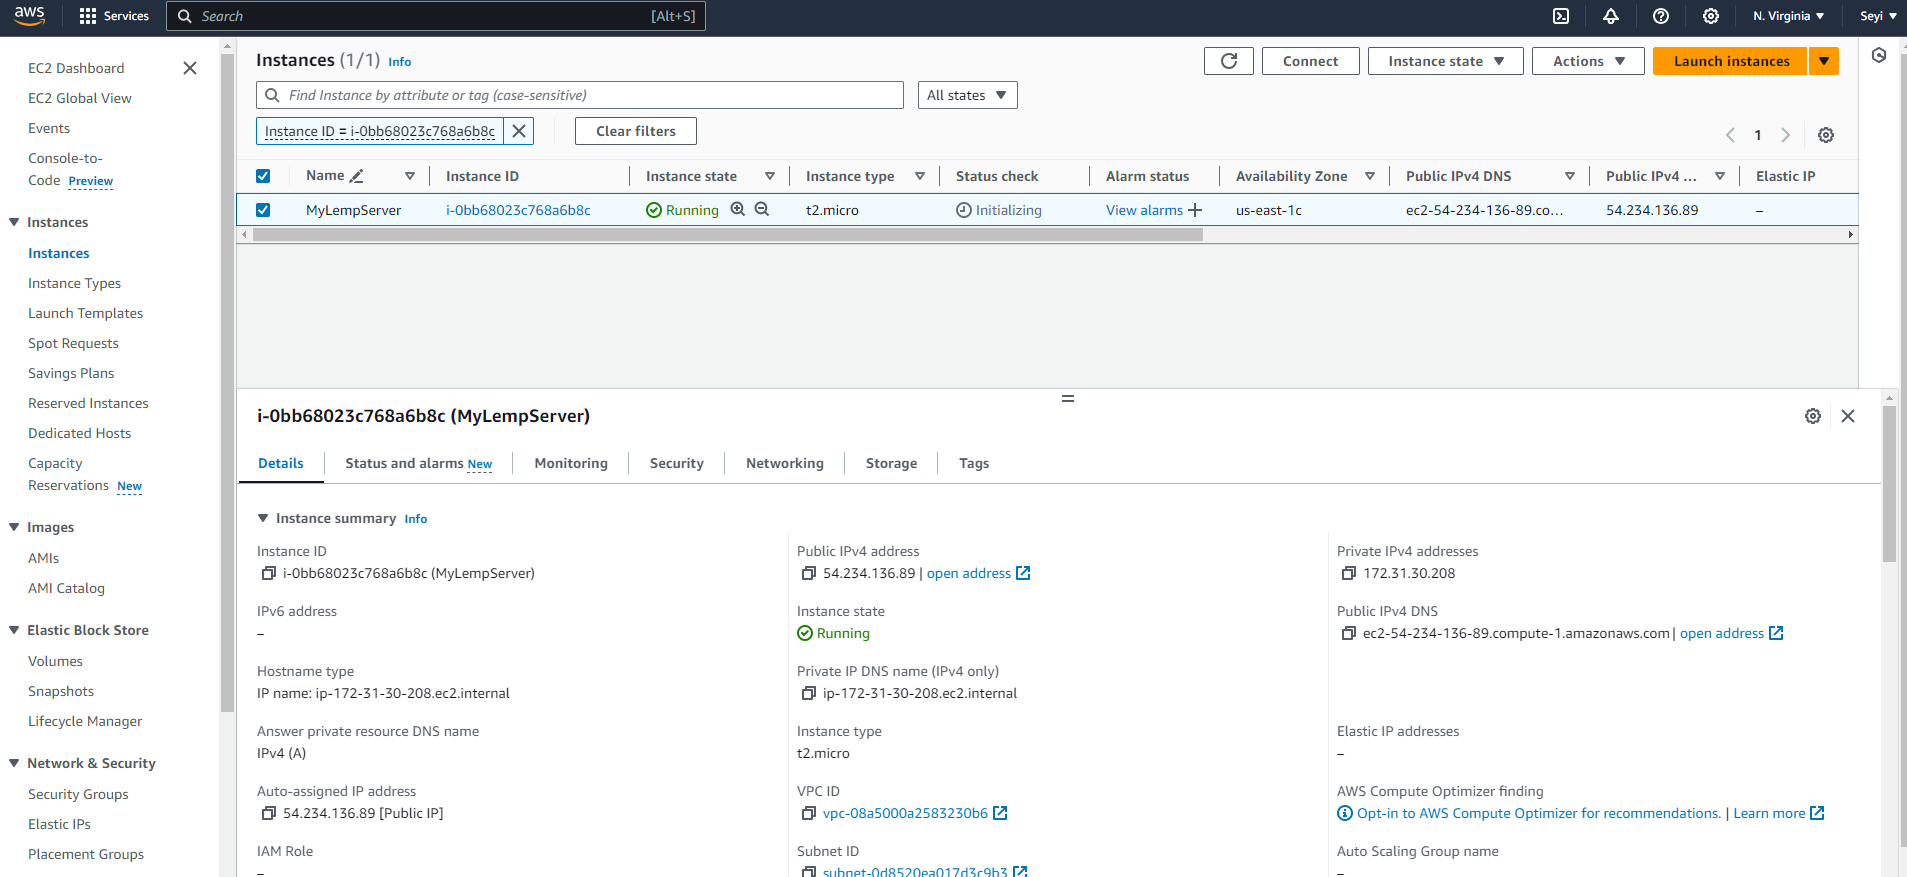 aws Services Search [Alt+S] N. Virginia Seyi
EC2 Dashboard
EC2 Global View
Events
Console-to-
Code Preview
Instances
Instances
Instance Types
Launch Templates
Spot Requests
Savings Plans
Reserved Instances
Dedicated Hosts
Capacity
Reservations New
Images
AMIs
AMI Catalog
Elastic Block Store
Volumes
Snapshots
Lifecycle Manager
Network & Security
Security Groups
Elastic IPs
Placement Groups
Instances (1/1) Info Connect Instance state Actions Launch instances
Find Instance by attribute or tag (case-sensitive) All states
Instance ID = i-0bb68023c768a6b8c Clear filters 1
Name Instance ID Instance state Instance type Status check Alarm status Availability Zone Public IPv4 DNS Public IPv4 ... Elastic IP
MyLempServer i-0bb68023c768a6b8c Running t2.micro Initializing View alarms + us-east-1c ec2-54-234-136-89.co... 54.234.136.89 –
i-0bb68023c768a6b8c (MyLempServer)
Details Status and alarms New Monitoring Security Networking Storage Tags
Instance summary Info
Instance ID Public IPv4 address Private IPv4 addresses
i-0bb68023c768a6b8c (MyLempServer) 54.234.136.89 | open address 172.31.30.208
IPv6 address Instance state Public IPv4 DNS
– Running ec2-54-234-136-89.compute-1.amazonaws.com | open address
Hostname type Private IP DNS name (IPv4 only)
IP name: ip-172-31-30-208.ec2.internal ip-172-31-30-208.ec2.internal
Answer private resource DNS name Instance type Elastic IP addresses
IPv4 (A) t2.micro –
Auto-assigned IP address VPC ID AWS Compute Optimizer finding
54.234.136.89 [Public IP] vpc-08a5000a2583230b6 Opt-in to AWS Compute Optimizer for recommendations. | Learn more
IAM Role Subnet ID Auto Scaling Group name
– subnet-0d8520ea017d3c9b3 –